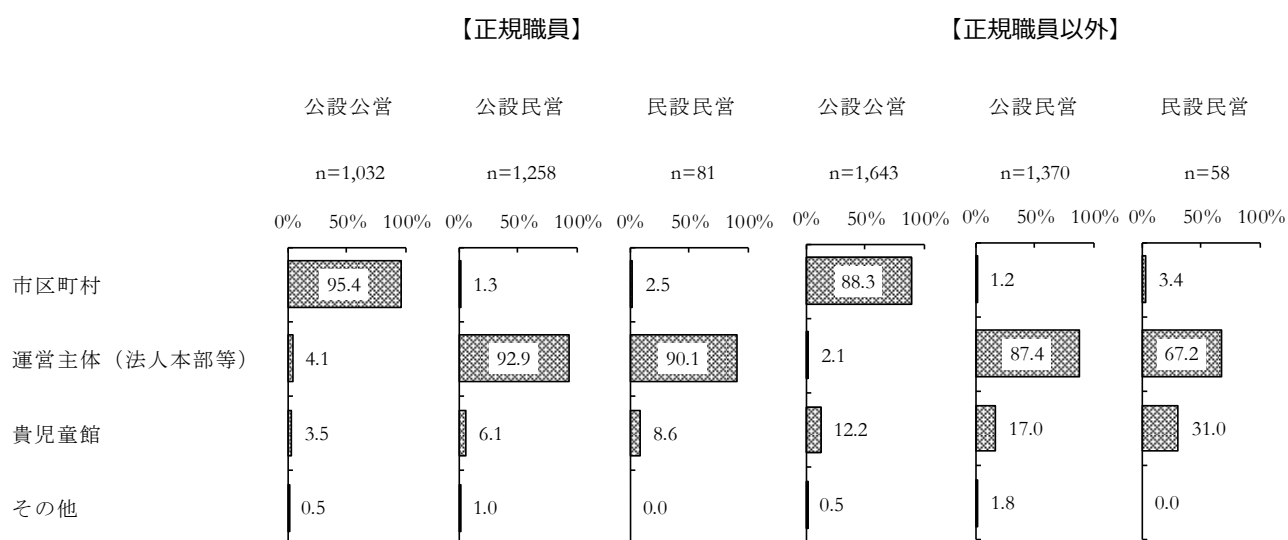 【正規職員】 【正規職員以外】
公設公営 公設民営 民設民営 公設公営 公設民営 民設民営
n=1,032 n=1,258 n=81 n=1,643 n=1,370 n=58
0% 50% 100% 0% 50% 100% 0% 50% 100% 0% 50% 100% 0% 50% 100% 0% 50% 100%
市区町村 95.4 1.3 2.5 88.3 1.2 3.4
運営主体（法人本部等） 4.1 92.9 90.1 2.1 87.4 67.2
貴児童館 3.5 6.1 8.6 12.2 17.0 31.0
その他 0.5 1.0 0.0 0.5 1.8 0.0